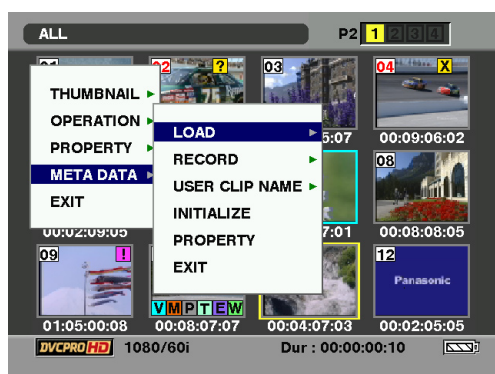 ALL
P2 1 2 3 4
02 ?
03
04 X
THUMBNAIL
OPERATION
PROPERTY
META DATA
EXIT
LOAD
RECORD
USER CLIP NAME
INITIALIZE
PROPERTY
EXIT
5:07
00:09:06:02
08
00:02:09:05
7:01
00:08:08:05
09 !
12
Panasonic
V M P T E W
01:05:00:08
00:08:07:07
00:04:07:03
00:02:05:05
DVCPRO HD
1080/60i
Dur : 00:00:00:10